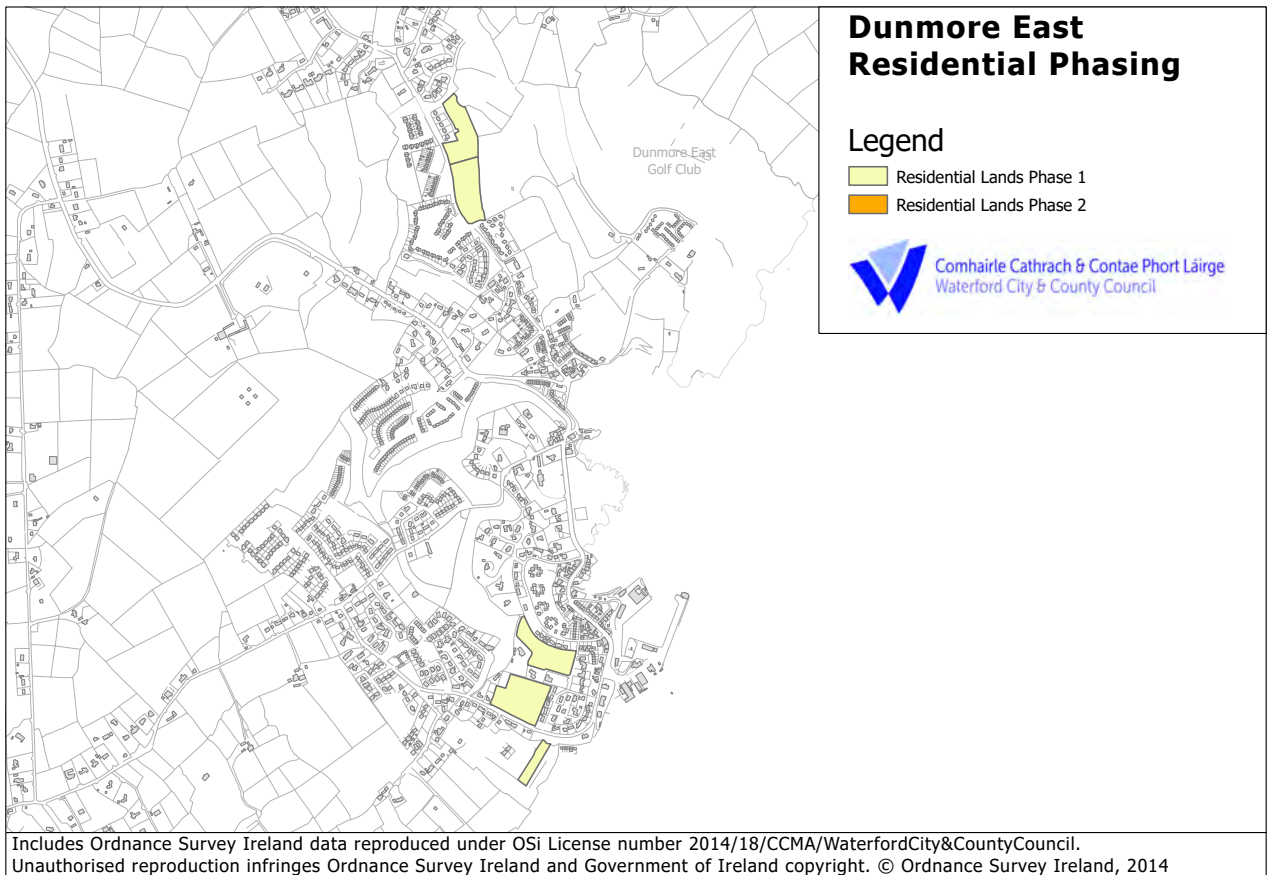 Dunmore East
Residential Phasing
Legend
Residential Lands Phase 1
Residential Lands Phase 2
Comhairle Cathrach & Contae Phort Láirge
Waterford City & County Council
Dunmore East
Golf Club
Includes Ordnance Survey Ireland data reproduced under OSi License number 2014/18/CCMA/WaterfordCity&CountyCouncil.
Unauthorised reproduction infringes Ordnance Survey Ireland and Government of Ireland copyright. © Ordnance Survey Ireland, 2014